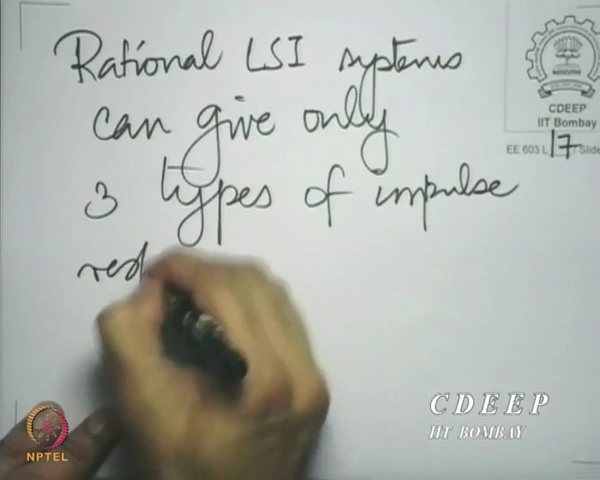 Rational LSI systems
can give only
3 types of impulse
CDEEP
IIT Bombay
EE 603 L 17 / Slide
CDEEP
IIT BOMBAY
NPTEL